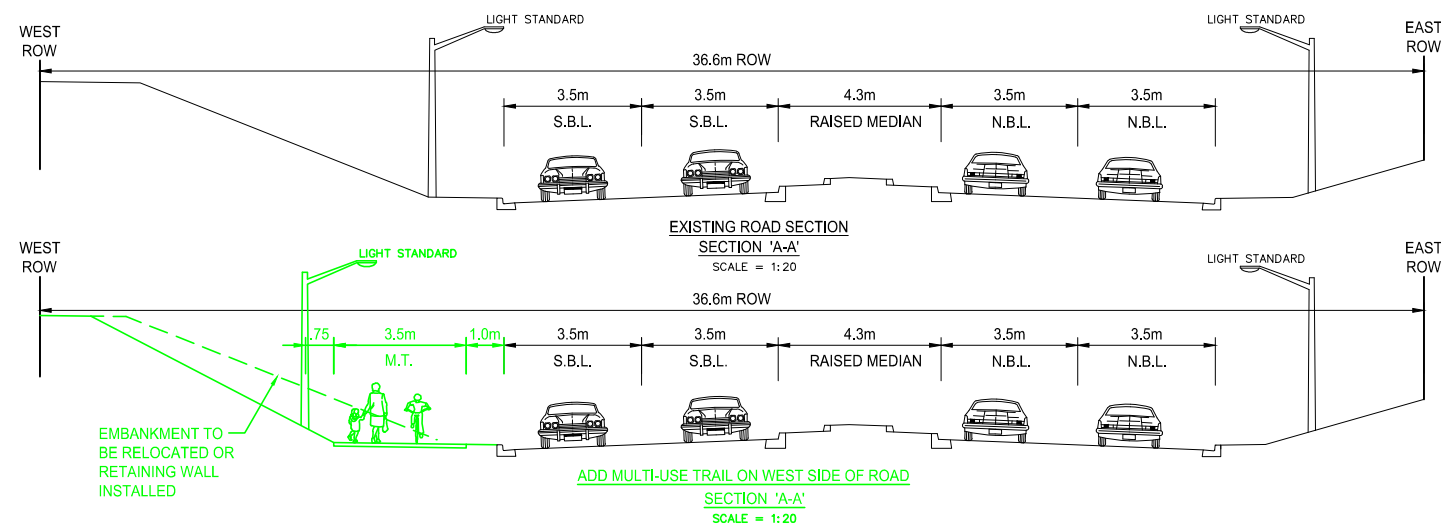 LIGHT STANDARD
LIGHT STANDARD
WEST
ROW
EAST
ROW
36.6m ROW
3.5m
3.5m
4.3m
3.5m
3.5m
S.B.L.
S.B.L.
RAISED MEDIAN
N.B.L.
N.B.L.
EXISTING ROAD SECTION
SECTION 'A-A'
SCALE = 1:20
WEST
ROW
LIGHT STANDARD
LIGHT STANDARD
EAST
ROW
36.6m ROW
.75
3.5m
1.0m
3.5m
3.5m
4.3m
3.5m
3.5m
M.T.
S.B.L.
S.B.L.
RAISED MEDIAN
N.B.L.
N.B.L.
EMBANKMENT TO
BE RELOCATED OR
RETAINING WALL
INSTALLED
ADD MULTI-USE TRAIL ON WEST SIDE OF ROAD
SECTION 'A-A'
SCALE = 1:20